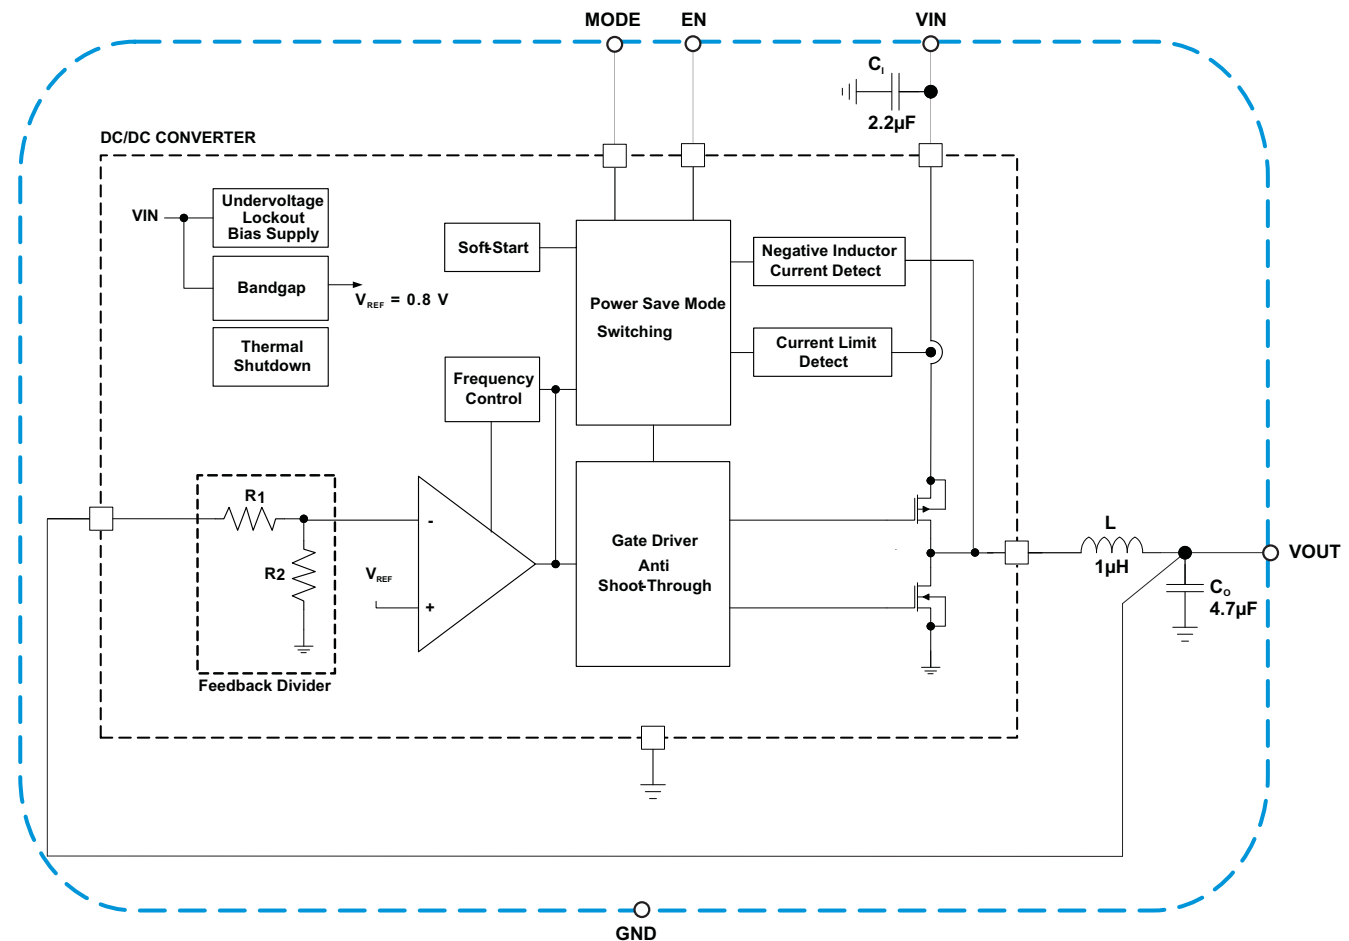 MODE
EN
VIN
CI
2.2µF
DC/DC CONVERTER
VIN
Undervoltage
Lockout
Bias Supply
Bandgap
VREF = 0.8 V
Thermal
Shutdown
Soft-Start
Power Save Mode
Switching
Negative Inductor
Current Detect
Current Limit
Detect
Frequency
Control
R1
R2
Feedback Divider
VREF
-
+
Gate Driver
Anti
Shoot-Through
L
1µH
VOUT
CO
4.7µF
GND